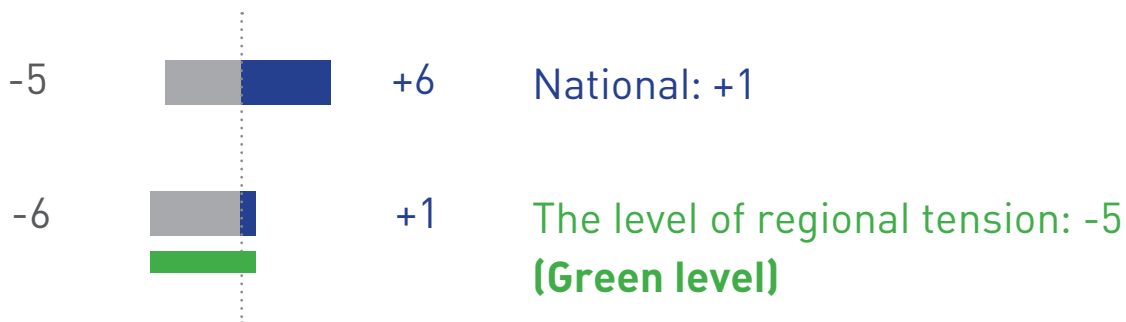 -5 +6 National: +1
-6 +1 The level of regional tension: -5
(Green level)